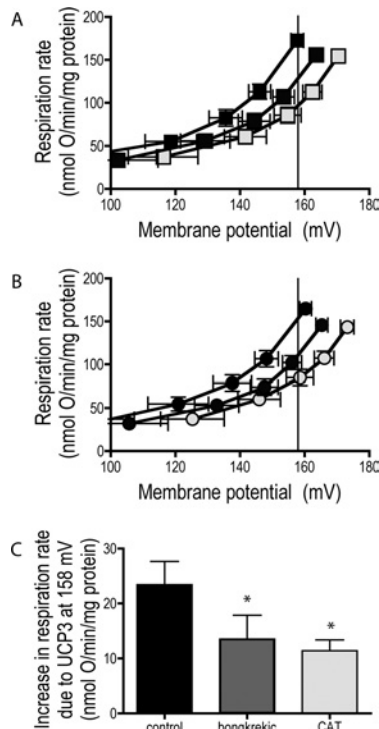 A
Respiration rate
(nmol O/min/mg protein)
200
150
100
50
0
100
120
140
160
180
Membrane potential (mV)
B
Respiration rate
(nmol O/min/mg protein)
200
150
100
50
0
100
120
140
160
180
Membrane potential (mV)
C
Increase in respiration rate
due to UCP3 at 158 mV
(nmol O/min/mg protein)
30
20
10
0
*
*
control
bongkrekic
CAT